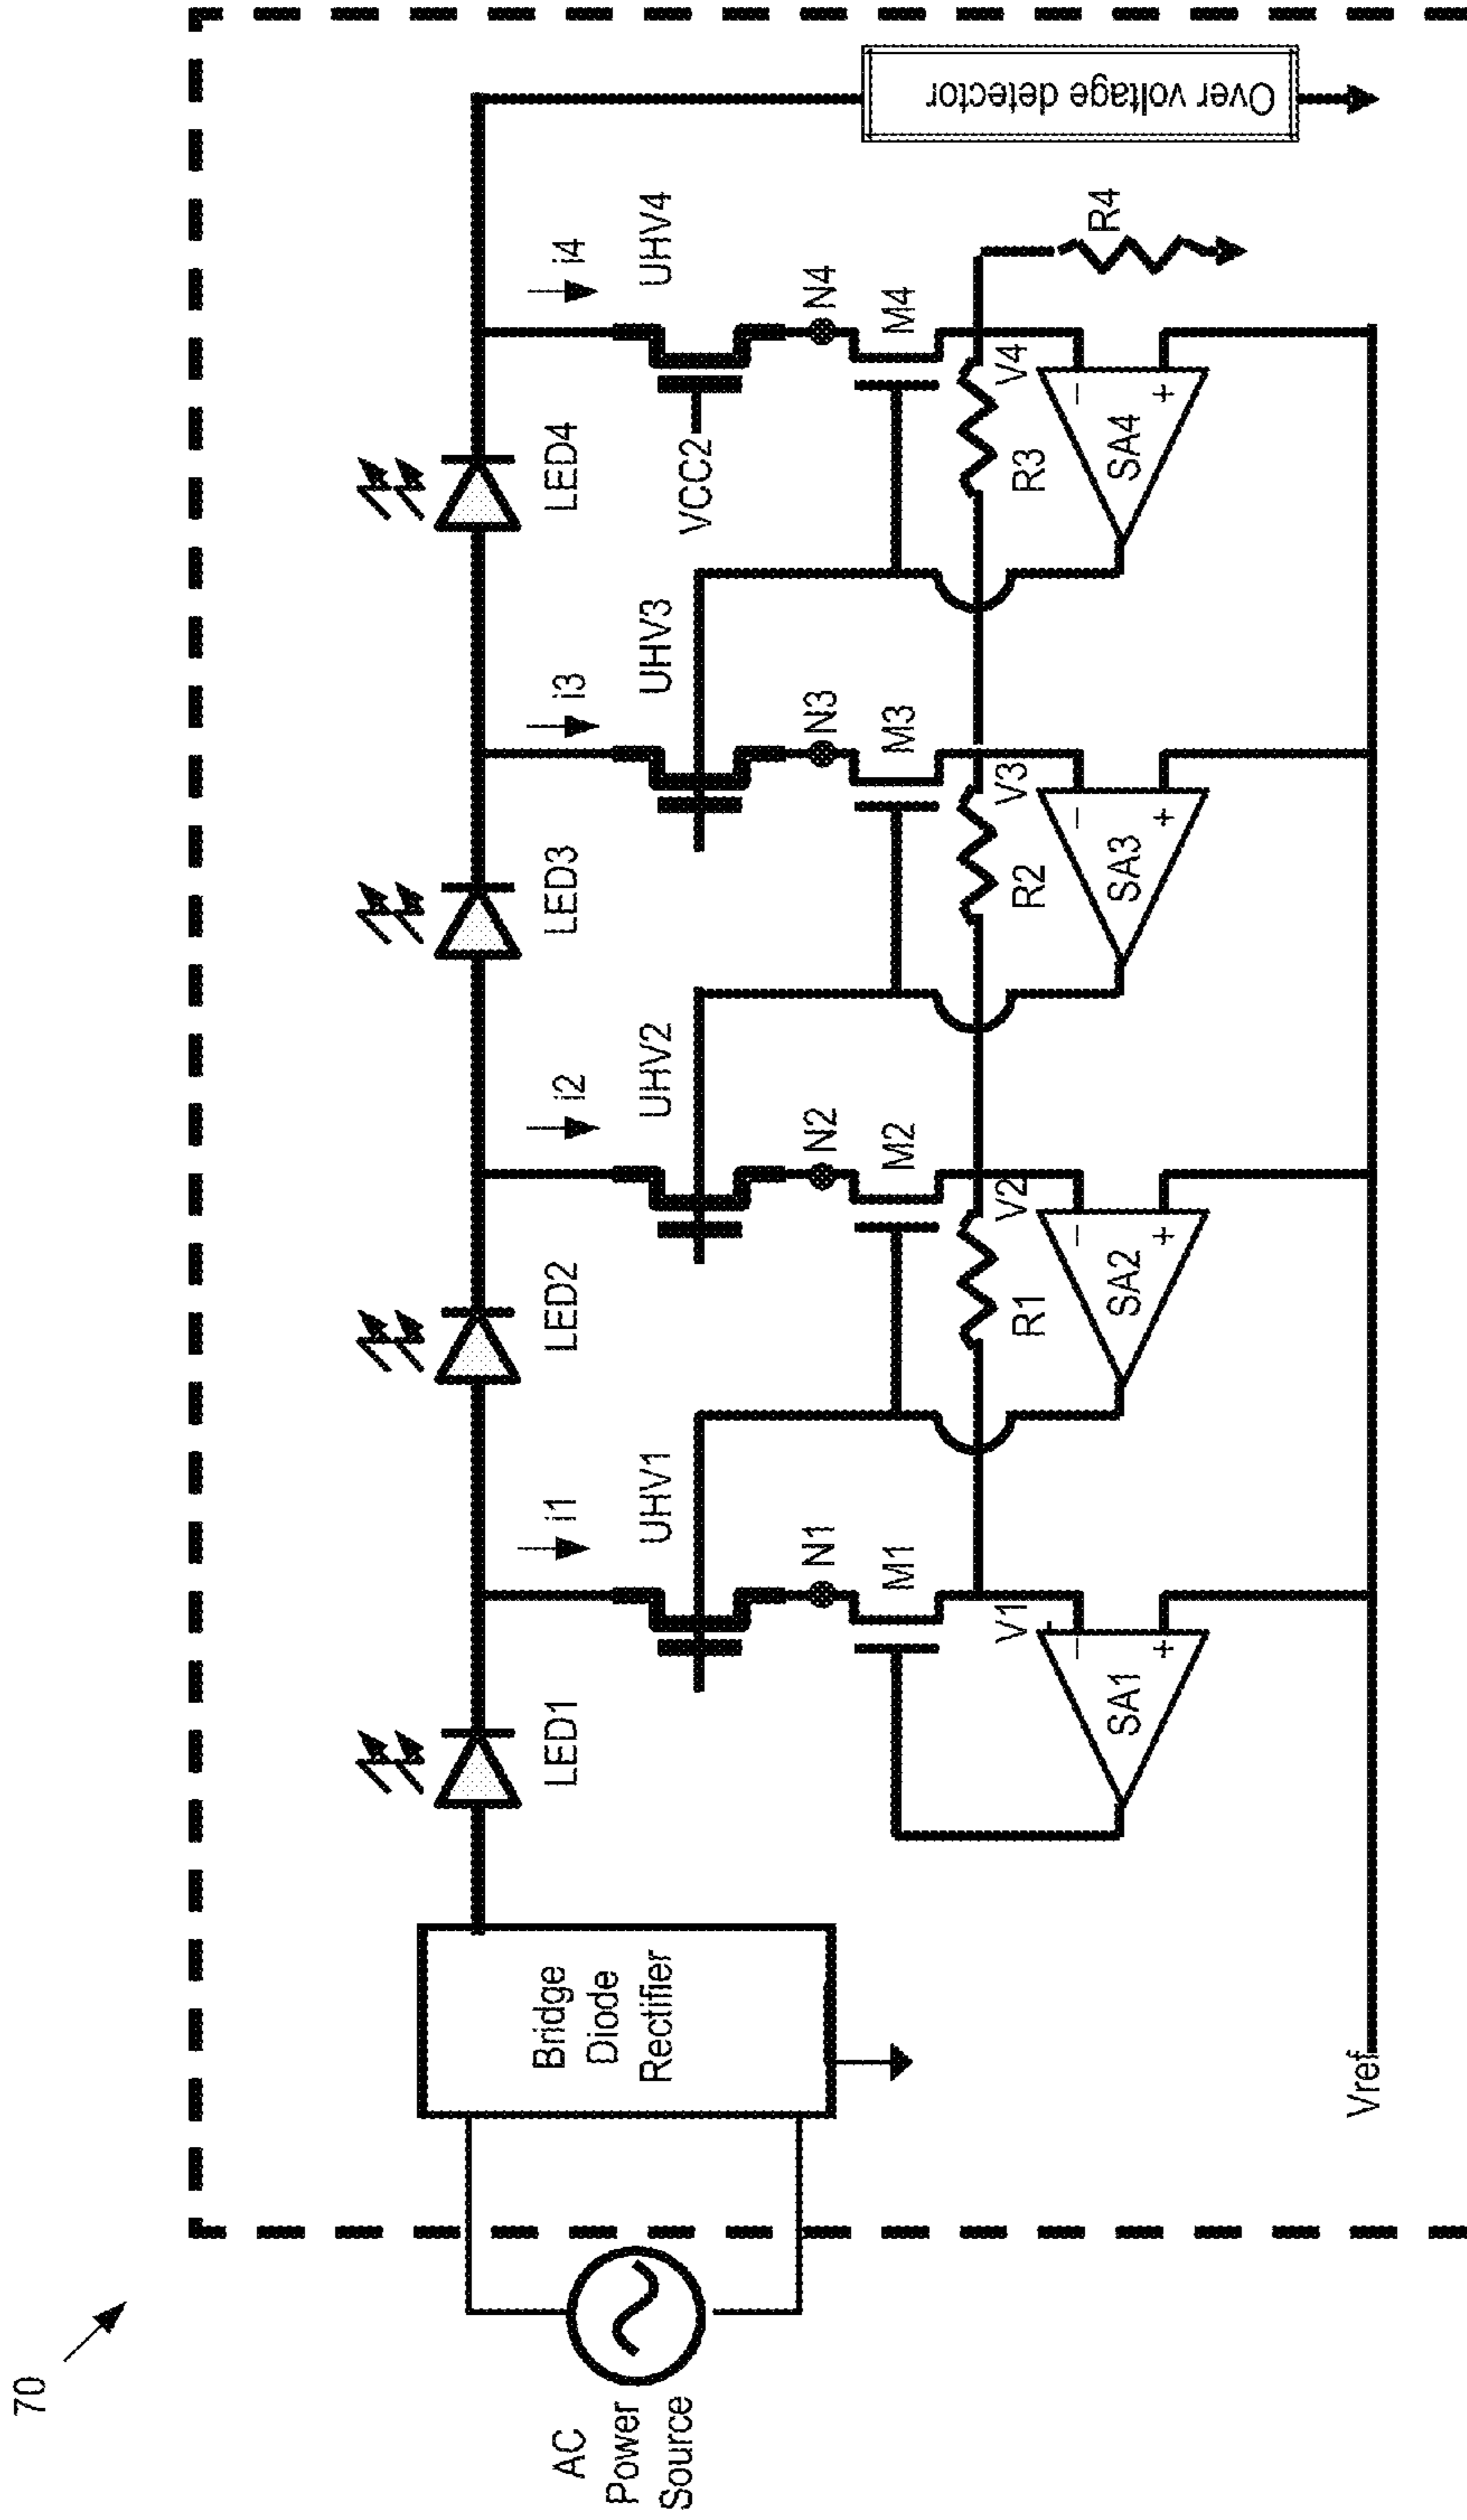 70
AC
Power
Source
Bridge
Diode
Rectifier
LED1
LED2
LED3
LED4
i1
i2
i3
i4
UHV1
UHV2
UHV3
UHV4
VCC2
N1
N2
N3
N4
M1
M2
M3
M4
V1
V2
V3
V4
R1
R2
R3
R4
−
+
SA1
−
+
SA2
−
+
SA3
−
+
SA4
Vref
Over voltage detector